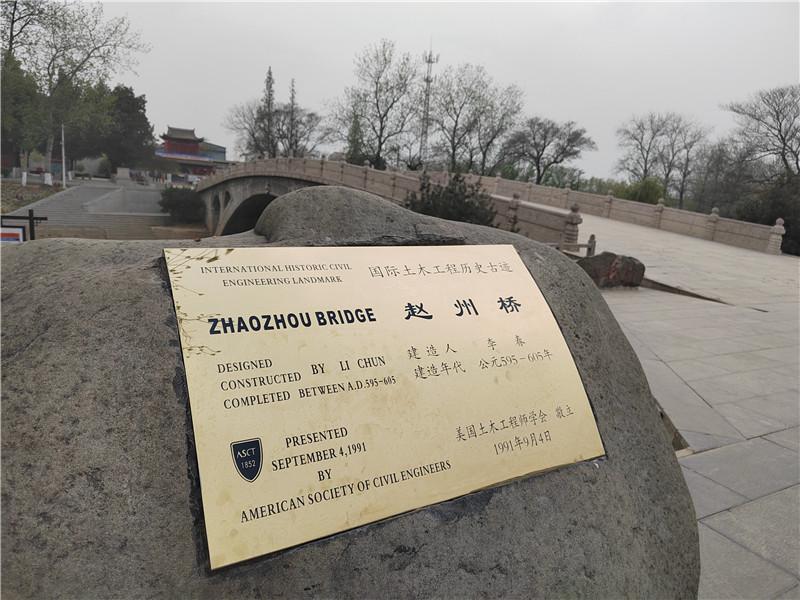 INTERNATIONAL HISTORIC CIVIL
ENGINEERING LANDMARK
国际土木工程历史古迹
ZHAOZHOU BRIDGE
赵州桥
DESIGNED
CONSTRUCTED BY LI CHUN
COMPLETED BETWEEN A.D.595-605
建造人 李春
建造年代 公元595-605年
ASCT
1852
PRESENTED
SEPTEMBER 4,1991
BY
AMERICAN SOCIETY OF CIVIL ENGINEERS
美国土木工程师学会 敬立
1991年9月4日